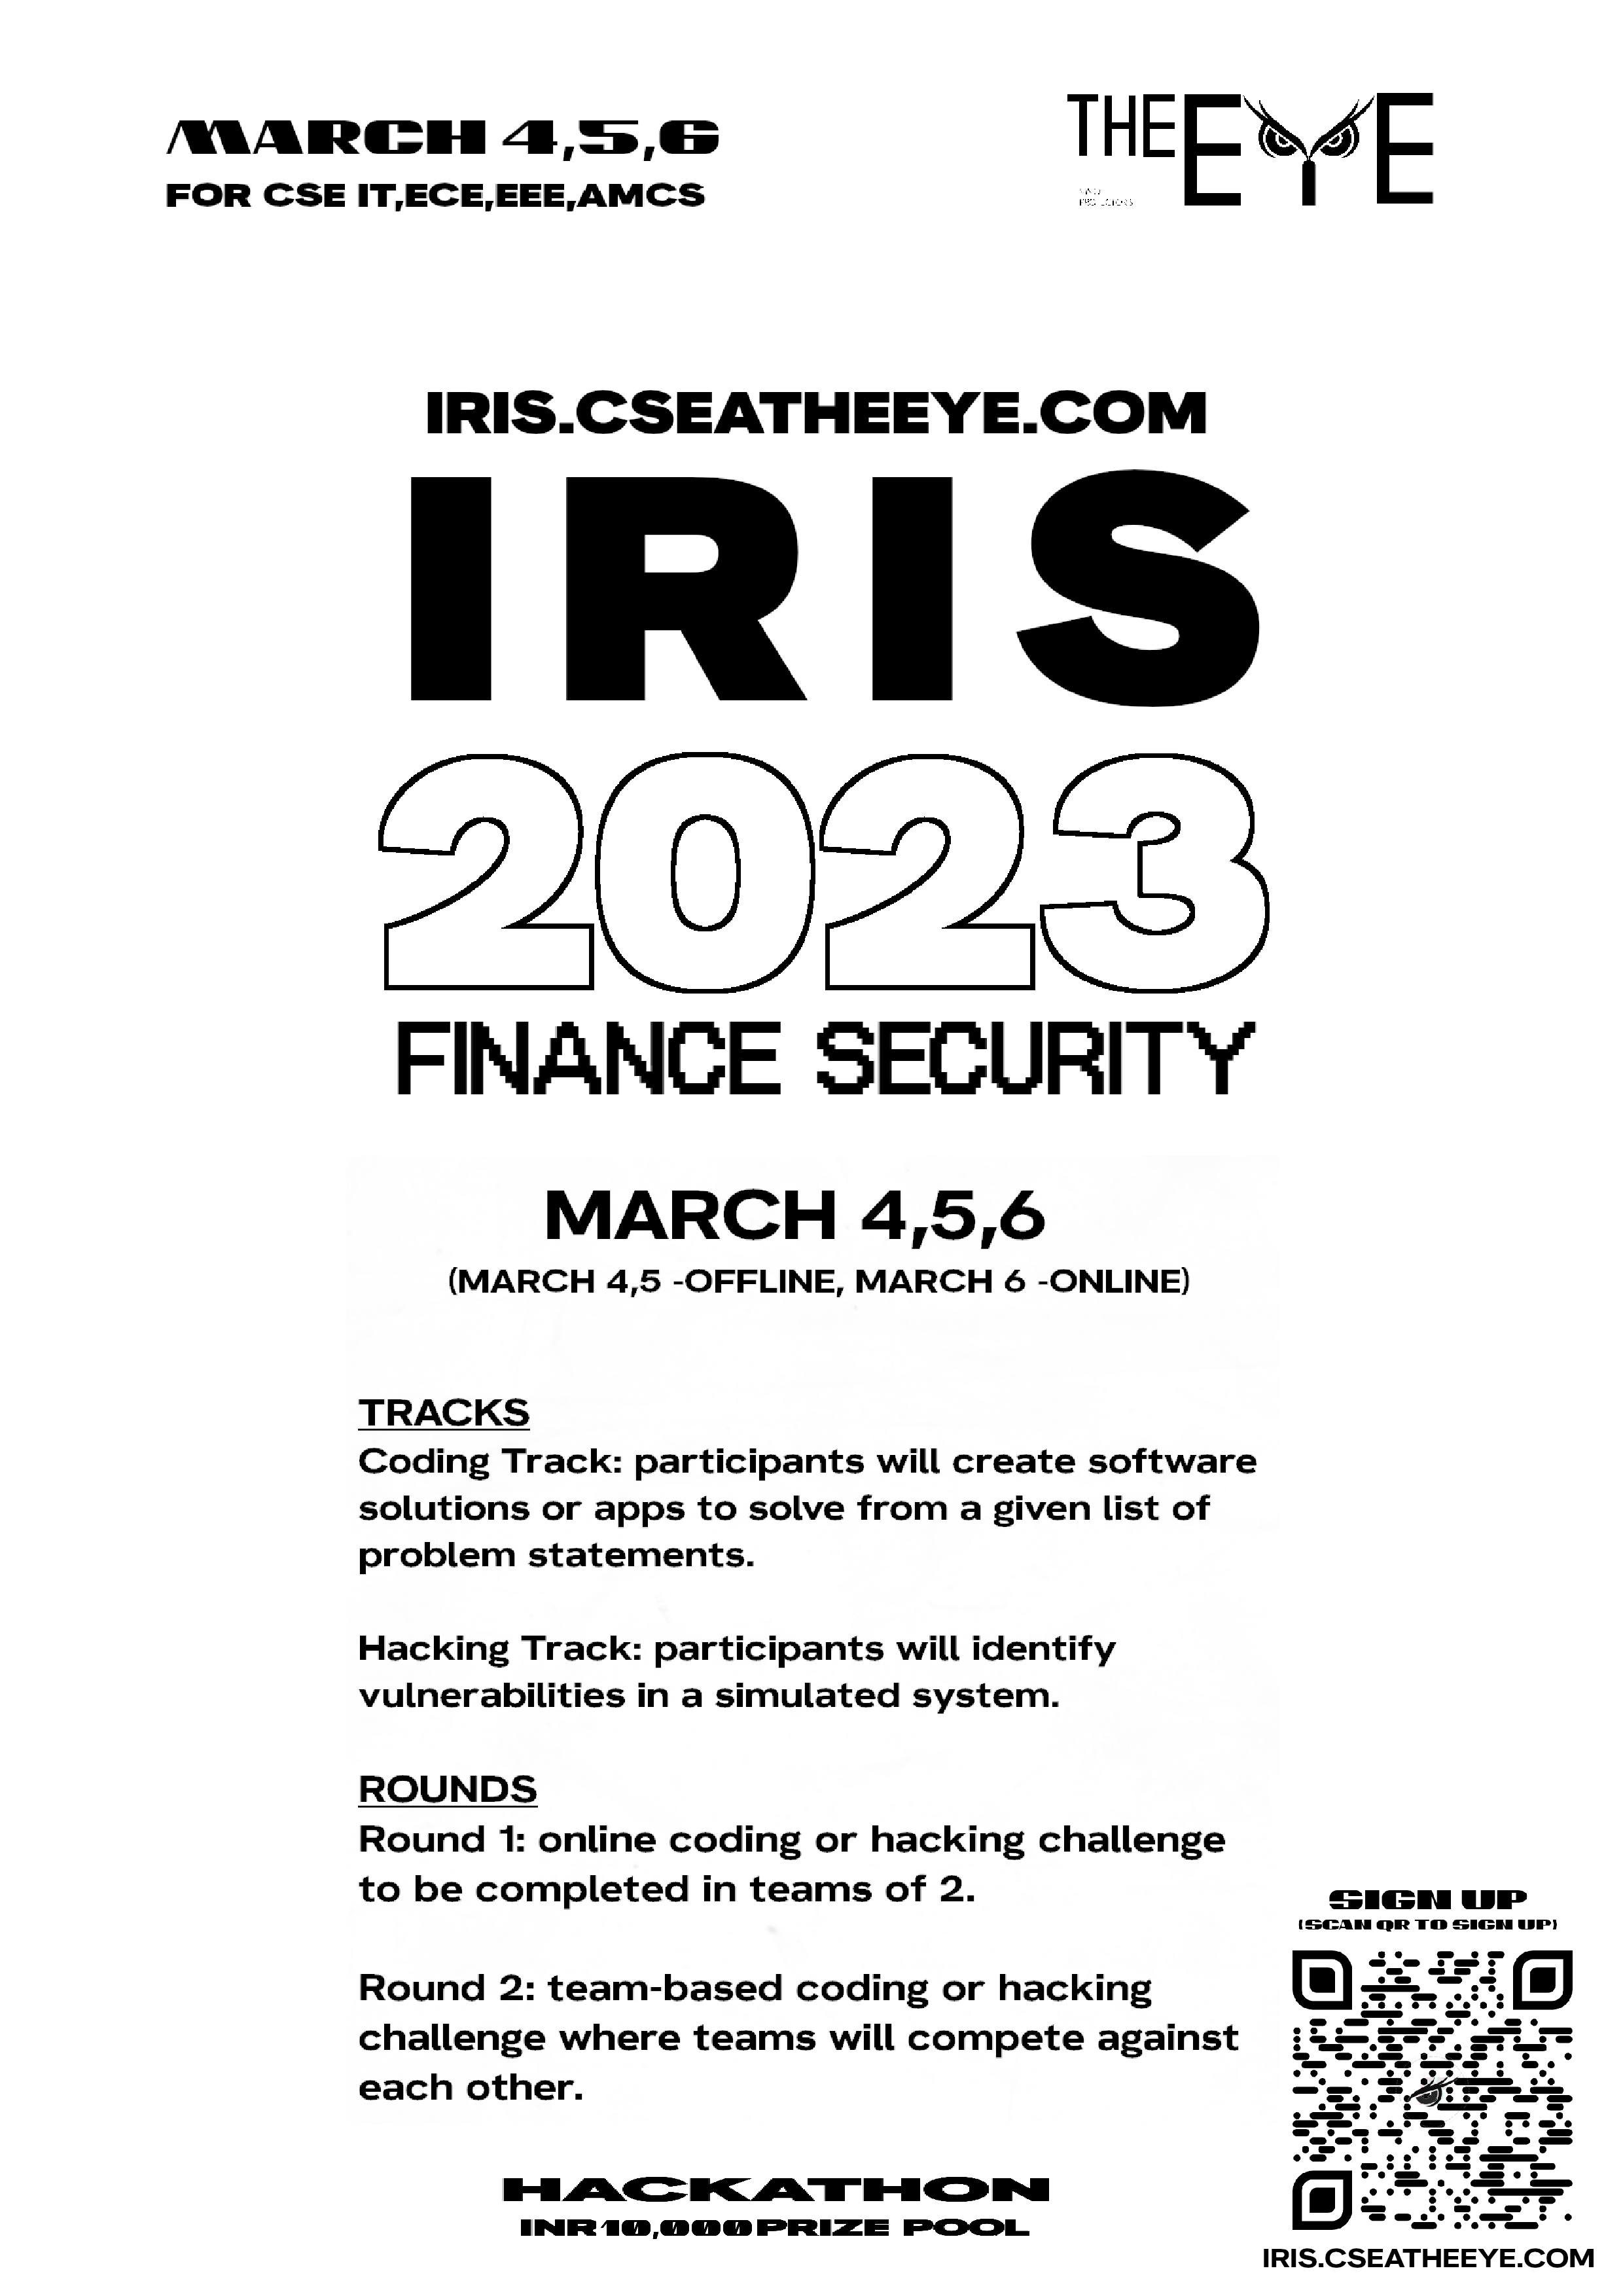 MARCH 4,5,6
FOR CSE IT,ECE,EEE,AMCS
THE EYE
IRIS.CSEATHEEYE.COM
IRIS
2023
FINANCE SECURITY
MARCH 4,5,6
(MARCH 4,5 -OFFLINE, MARCH 6 -ONLINE)
TRACKS
Coding Track: participants will create software
solutions or apps to solve from a given list of
problem statements.
Hacking Track: participants will identify
vulnerabilities in a simulated system.
ROUNDS
Round 1: online coding or hacking challenge
to be completed in teams of 2.
Round 2: team-based coding or hacking
challenge where teams will compete against
each other.
HACKATHON
INR 10,000 PRIZE POOL
SIGN UP
(SCAN QR TO SIGN UP)
IRIS.CSEATHEEYE.COM